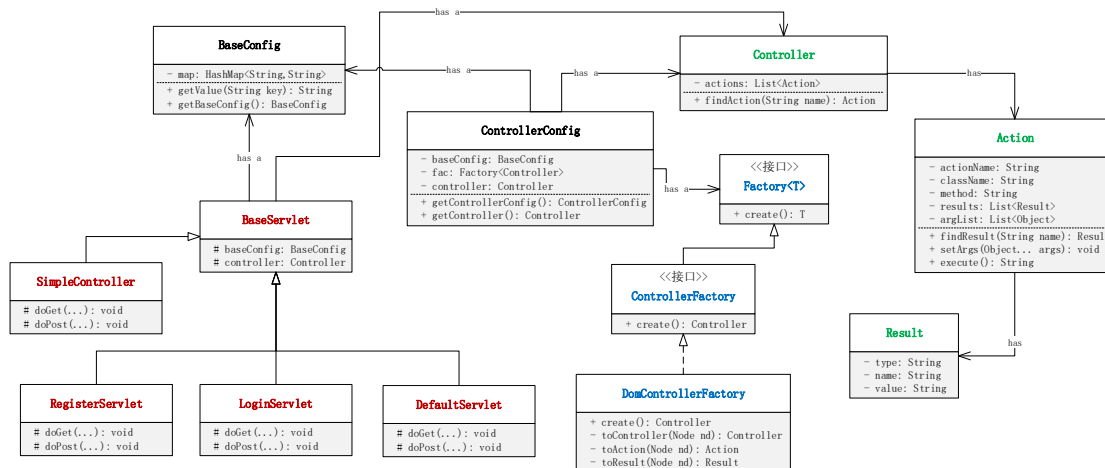 has a
BaseConfig
- map: HashMap<String,String>
+ getValue(String key): String
+ getBaseConfig(): BaseConfig
has a
has a
Controller
- actions: List<Action>
+ findAction(String name): Action
has
ControllerConfig
- baseConfig: BaseConfig
- fac: Factory<Controller>
- controller: Controller
+ getControllerConfig(): ControllerConfig
+ getController(): Controller
has a
has a
<<接口>>
Factory<T>
+ create(): T
Action
- actionName: String
- className: String
- method: String
- results: List<Result>
- argList: List<Object>
+ findResult(String name): Resul
+ setArgs(Object... args): void
+ execute(): String
BaseServlet
# baseConfig: BaseConfig
# controller: Controller
SimpleController
# doGet(...): void
# doPost(...): void
<<接口>>
ControllerFactory
+ create(): Controller
Result
- type: String
- name: String
- value: String
has
RegisterServlet
# doGet(...): void
# doPost(...): void
LoginServlet
# doGet(...): void
# doPost(...): void
DefaultServlet
# doGet(...): void
# doPost(...): void
DomControllerFactory
+ create(): Controller
- toController(Node nd): Controller
- toAction(Node nd): Action
- toResult(Node nd): Result